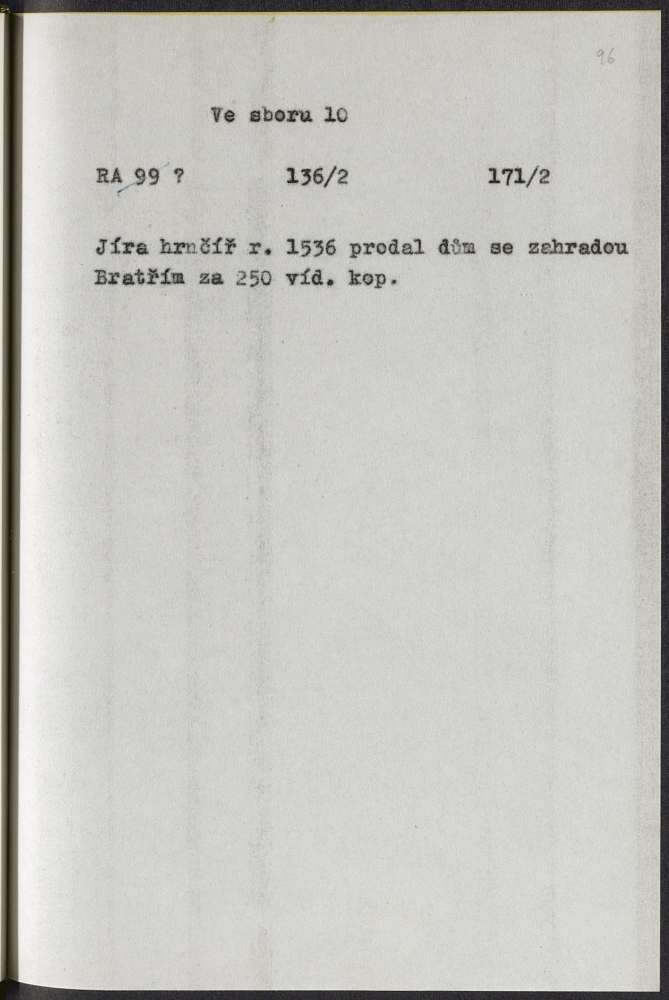 96
Ve sboru 10
RA 99 ? 136/2 171/2
Jíra hrnčíř r. 1536 prodal dům se zahradou
Bratřím za 250 víd. kop.